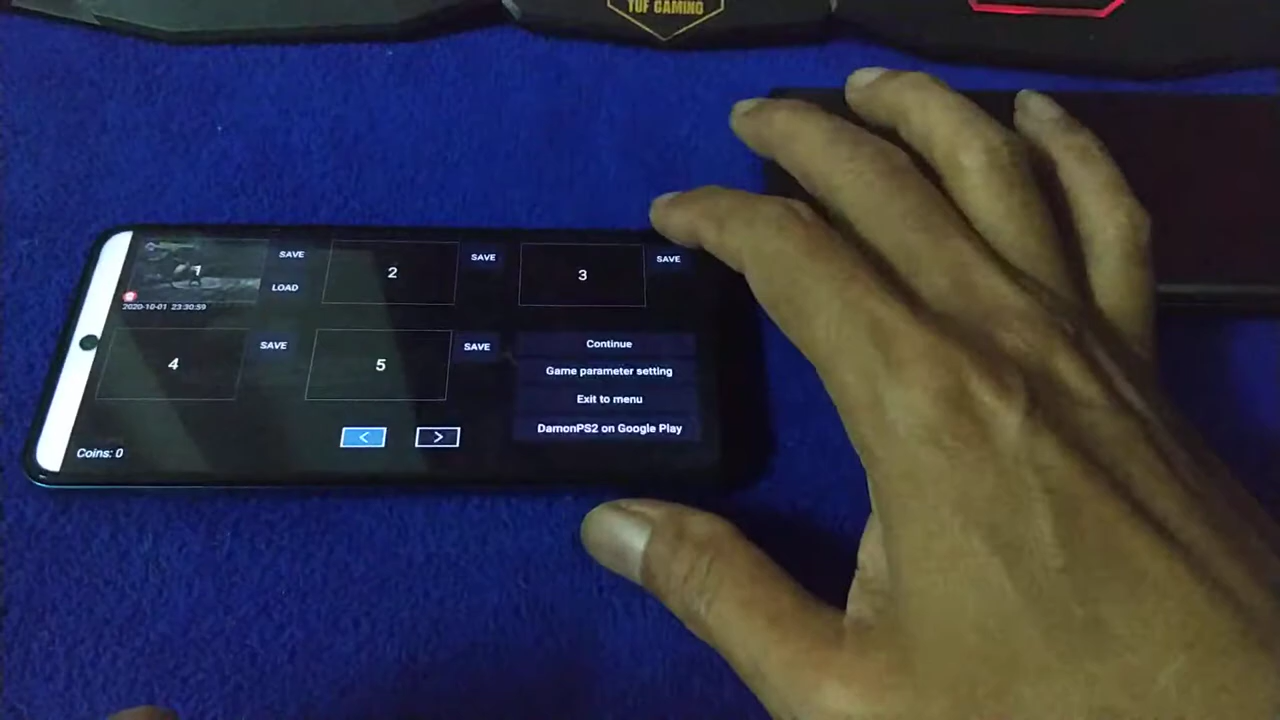 TUF GAMING
1
SAVE
LOAD
2020-10-01 23:30:59
2
SAVE
3
SAVE
4
SAVE
5
SAVE
Continue
Game parameter setting
Exit to menu
DamonPS2 on Google Play
<
>
Coins: 0